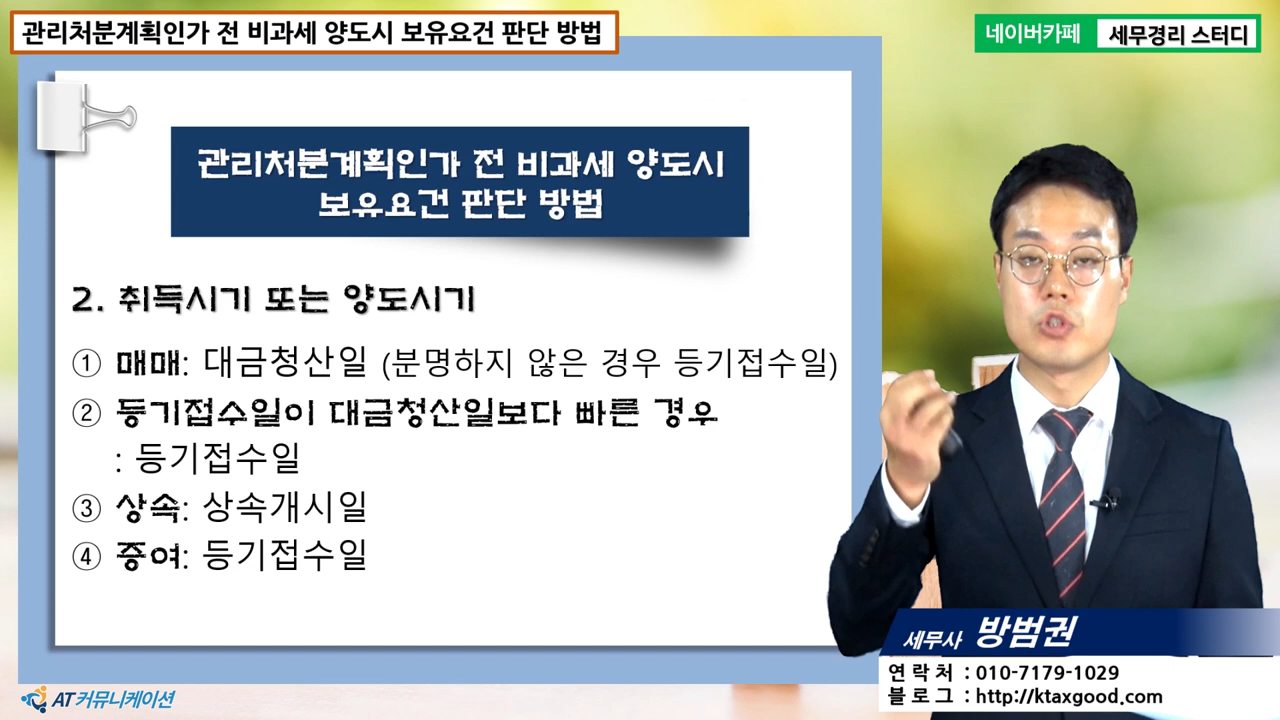 관리처분계획인가 전 비과세 양도시 보유요건 판단 방법
네이버카페 세무경리 스터디
관리처분계획인가 전 비과세 양도시
보유요건 판단 방법
2. 취득시기 또는 양도시기
① 매매: 대금청산일 (분명하지 않은 경우 등기접수일)
② 등기접수일이 대금청산일보다 빠른 경우
: 등기접수일
③ 상속: 상속개시일
④ 증여: 등기접수일
세무사 방범권
연락처 : 010-7179-1029
블로그 : http://ktaxgood.com
AT커뮤니케이션